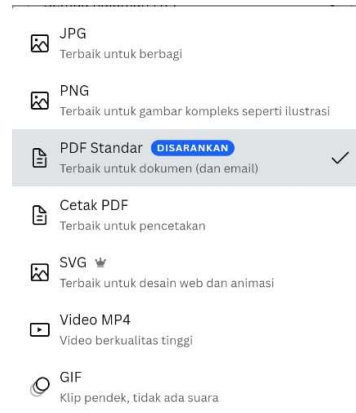 JPG
Terbaik untuk berbagi
PNG
Terbaik untuk gambar kompleks seperti ilustrasi
PDF Standar DISARANKAN
Terbaik untuk dokumen (dan email)
Cetak PDF
Terbaik untuk pencetakan
SVG
Terbaik untuk desain web dan animasi
Video MP4
Video berkualitas tinggi
GIF
Klip pendek, tidak ada suara